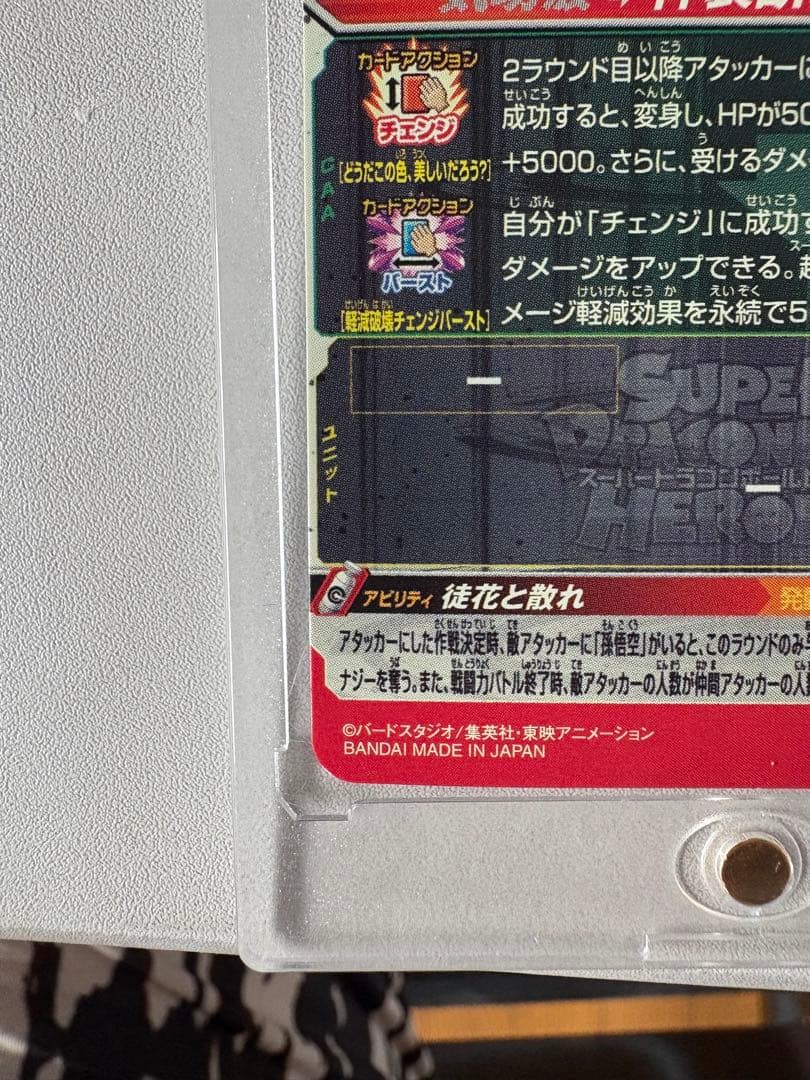 カードアクション
チェンジ
[どうだこの色、美しいだろう?]
2ラウンド目以降アタッカーに
成功すると、変身し、HPが50
+5000。さらに、受けるダメ
CAA
カードアクション
バースト
[軽減破壊チェンジバースト]
自分が「チェンジ」に成功す
ダメージをアップできる。超
メージ軽減効果を永続で5
ー
ユニット
SUPER
DRAGON
スーパードラゴンボール
HERO
ー
アビリティ 徒花と散れ
発
アタッカーにした作戦決定時、敵アタッカーに「孫悟空」がいると、このラウンドのみ
ナジーを奪う。また、戦闘力バトル終了時、敵アタッカーの人数が仲間アタッカーの人
©バードスタジオ/集英社・東映アニメーション
BANDAI MADE IN JAPAN